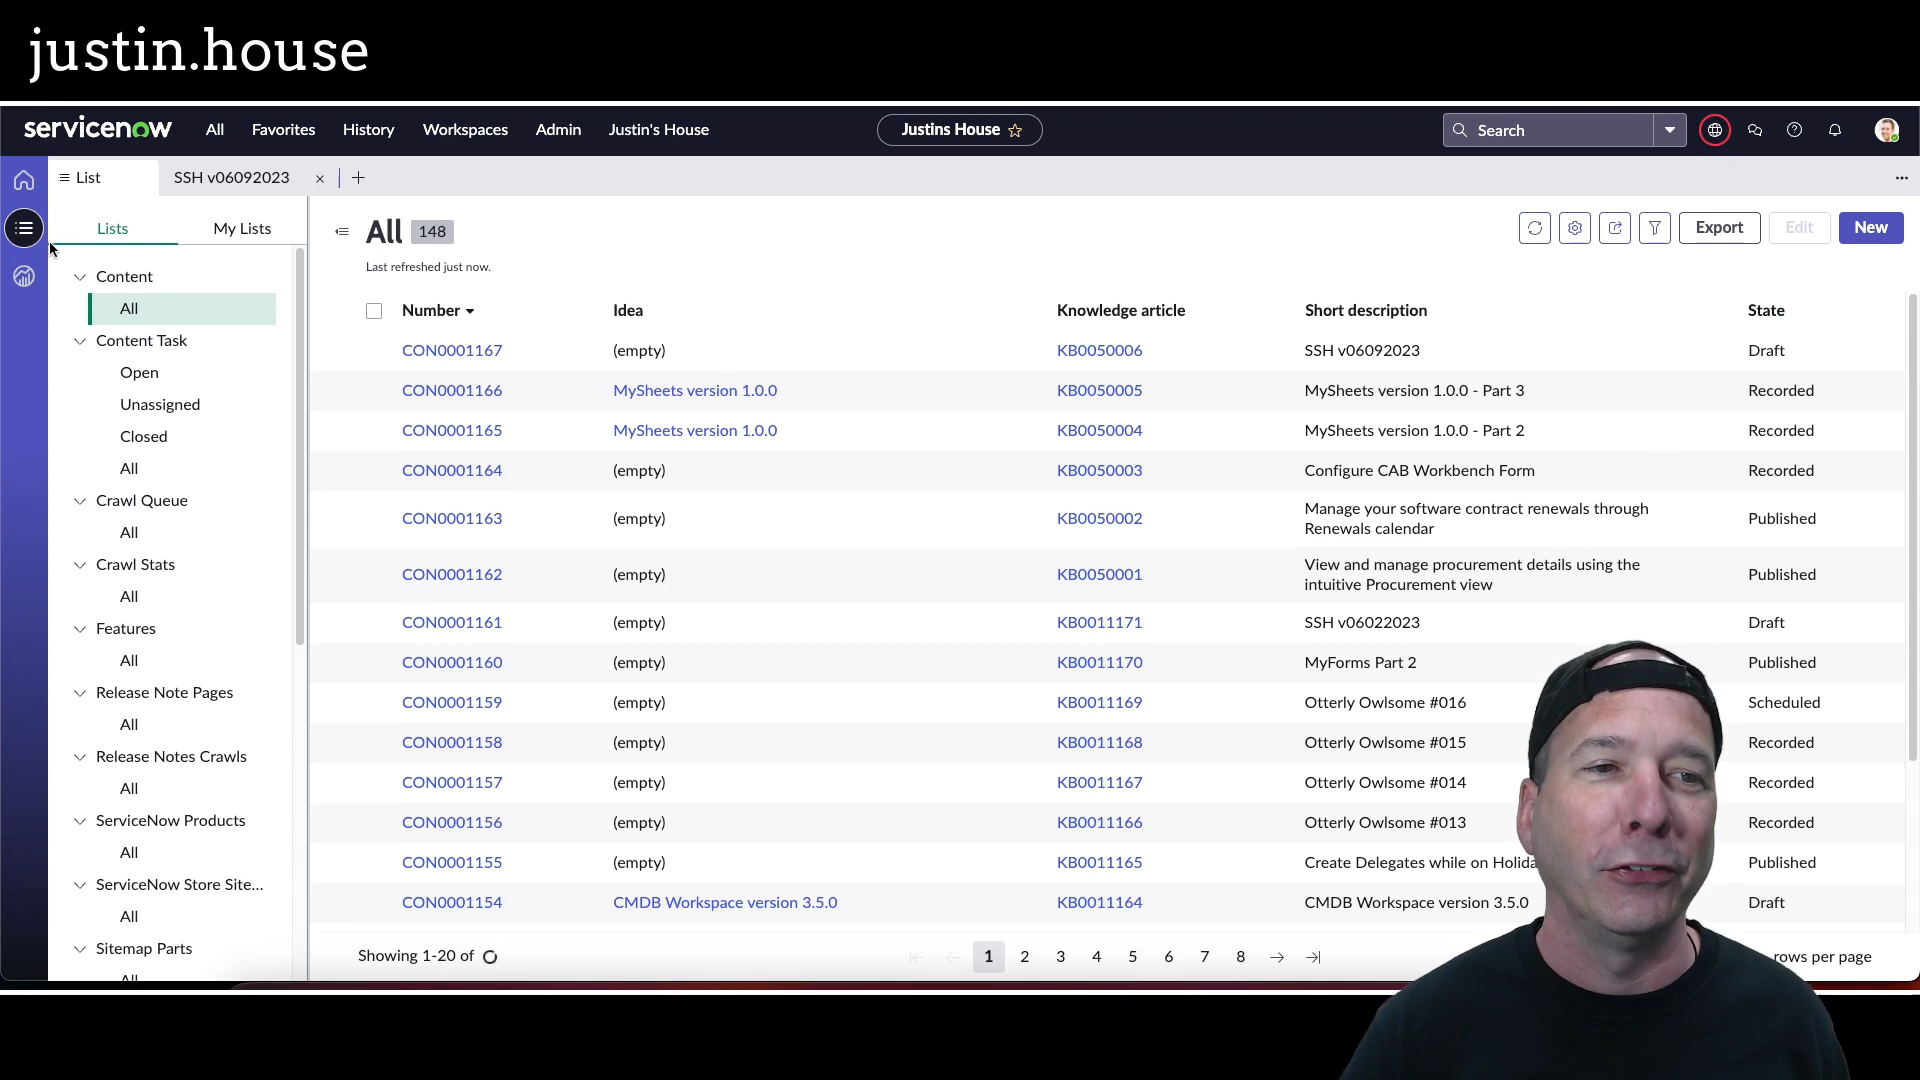 justin.house
servicenow All Favorites History Workspaces Admin Justin's House Justins House Search
List SSH v06092023
Lists My Lists
Content
All
Content Task
Open
Unassigned
Closed
All
Crawl Queue
All
Crawl Stats
All
Features
All
Release Note Pages
All
Release Notes Crawls
All
ServiceNow Products
All
ServiceNow Store Site...
All
Sitemap Parts
All
All 148
Export Edit New
Last refreshed just now.
Number Idea Knowledge article Short description State
CON0001167 (empty) KB0050006 SSH v06092023 Draft
CON0001166 MySheets version 1.0.0 KB0050005 MySheets version 1.0.0 - Part 3 Recorded
CON0001165 MySheets version 1.0.0 KB0050004 MySheets version 1.0.0 - Part 2 Recorded
CON0001164 (empty) KB0050003 Configure CAB Workbench Form Recorded
CON0001163 (empty) KB0050002 Manage your software contract renewals through
Renewals calendar Published
CON0001162 (empty) KB0050001 View and manage procurement details using the
intuitive Procurement view Published
CON0001161 (empty) KB0011171 SSH v06022023 Draft
CON0001160 (empty) KB0011170 MyForms Part 2 Published
CON0001159 (empty) KB0011169 Otterly Owlsome #016 Scheduled
CON0001158 (empty) KB0011168 Otterly Owlsome #015 Recorded
CON0001157 (empty) KB0011167 Otterly Owlsome #014 Recorded
CON0001156 (empty) KB0011166 Otterly Owlsome #013 Recorded
CON0001155 (empty) KB0011165 Create Delegates while on Holida Published
CON0001154 CMDB Workspace version 3.5.0 KB0011164 CMDB Workspace version 3.5.0 Draft
Showing 1-20 of 1 2 3 4 5 6 7 8 rows per page